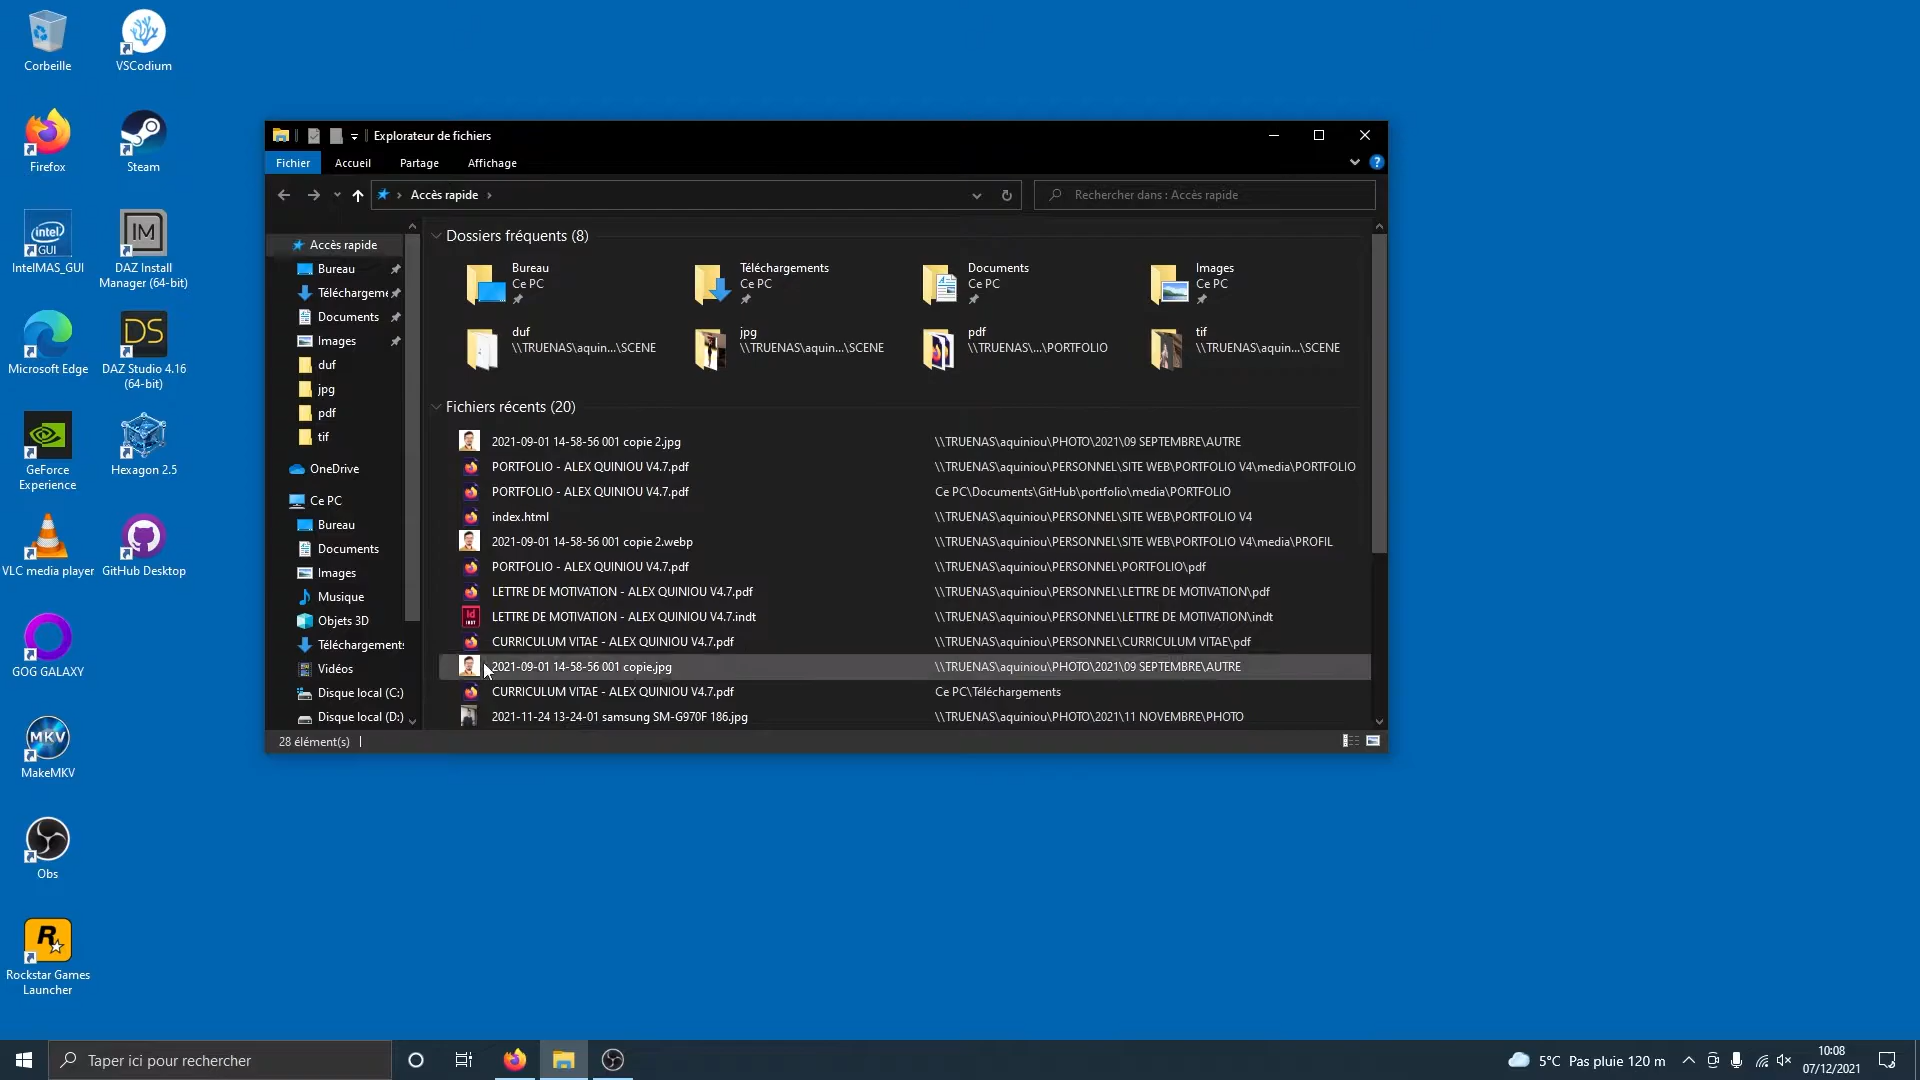 Corbeille
VSCodium
Firefox
Steam
intel
GUI
IntelMAS_GUI
IM
DAZ Install
Manager (64-bit)
Microsoft Edge
DS
DAZ Studio 4.16
(64-bit)
GeForce
Experience
Hexagon 2.5
VLC media player
GitHub Desktop
GOG GALAXY
MKV
MakeMKV
Obs
R
Rockstar Games
Launcher
Explorateur de fichiers
Fichier
Accueil
Partage
Affichage
?
Accès rapide
Rechercher dans : Accès rapide
Accès rapide
Bureau
Téléchargeme
Documents
Images
duf
jpg
pdf
tif
OneDrive
Ce PC
Bureau
Documents
Images
Musique
Objets 3D
Téléchargements
Vidéos
Disque local (C:)
Disque local (D:)
Dossiers fréquents (8)
Bureau
Ce PC
Téléchargements
Ce PC
Documents
Ce PC
Images
Ce PC
duf
\\TRUENAS\aquin...\SCENE
jpg
\\TRUENAS\aquin...\SCENE
pdf
\\TRUENAS\...\PORTFOLIO
tif
\\TRUENAS\aquin...\SCENE
Fichiers récents (20)
2021-09-01 14-58-56 001 copie 2.jpg \\TRUENAS\aquiniou\PHOTO\2021\09 SEPTEMBRE\AUTRE
PORTFOLIO - ALEX QUINIOU V4.7.pdf \\TRUENAS\aquiniou\PERSONNEL\SITE WEB\PORTFOLIO V4\media\PORTFOLIO
PORTFOLIO - ALEX QUINIOU V4.7.pdf Ce PC\Documents\GitHub\portfolio\media\PORTFOLIO
index.html \\TRUENAS\aquiniou\PERSONNEL\SITE WEB\PORTFOLIO V4
2021-09-01 14-58-56 001 copie 2.webp \\TRUENAS\aquiniou\PERSONNEL\SITE WEB\PORTFOLIO V4\media\PROFIL
PORTFOLIO - ALEX QUINIOU V4.7.pdf \\TRUENAS\aquiniou\PERSONNEL\PORTFOLIO\pdf
LETTRE DE MOTIVATION - ALEX QUINIOU V4.7.pdf \\TRUENAS\aquiniou\PERSONNEL\LETTRE DE MOTIVATION\pdf
Id
INDT
LETTRE DE MOTIVATION - ALEX QUINIOU V4.7.indt \\TRUENAS\aquiniou\PERSONNEL\LETTRE DE MOTIVATION\indt
CURRICULUM VITAE - ALEX QUINIOU V4.7.pdf \\TRUENAS\aquiniou\PERSONNEL\CURRICULUM VITAE\pdf
2021-09-01 14-58-56 001 copie.jpg \\TRUENAS\aquiniou\PHOTO\2021\09 SEPTEMBRE\AUTRE
CURRICULUM VITAE - ALEX QUINIOU V4.7.pdf Ce PC\Téléchargements
2021-11-24 13-24-01 samsung SM-G970F 186.jpg \\TRUENAS\aquiniou\PHOTO\2021\11 NOVEMBRE\PHOTO
28 élément(s)
Taper ici pour rechercher
5°C Pas pluie 120 m
10:08
07/12/2021